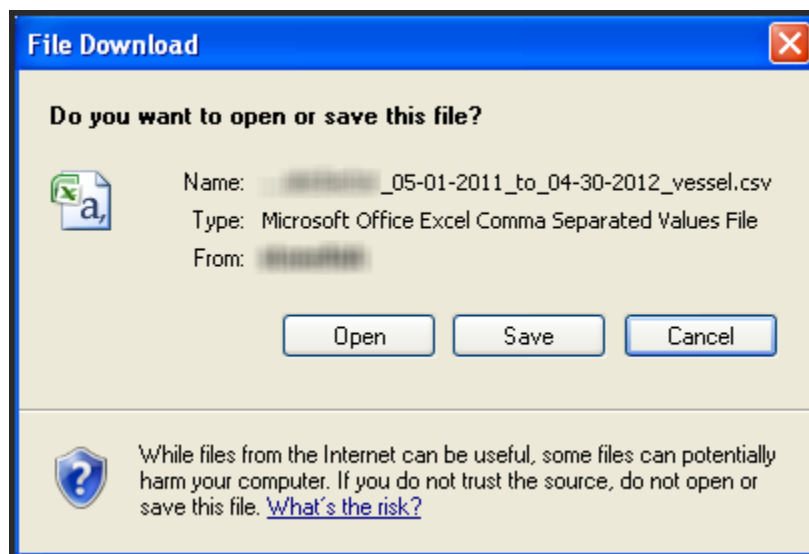 File Download
Do you want to open or save this file?
Name: _05-01-2011_to_04-30-2012_vessel.csv
Type: Microsoft Office Excel Comma Separated Values File
From:
Open Save Cancel
While files from the Internet can be useful, some files can potentially
harm your computer. If you do not trust the source, do not open or
save this file. What's the risk?